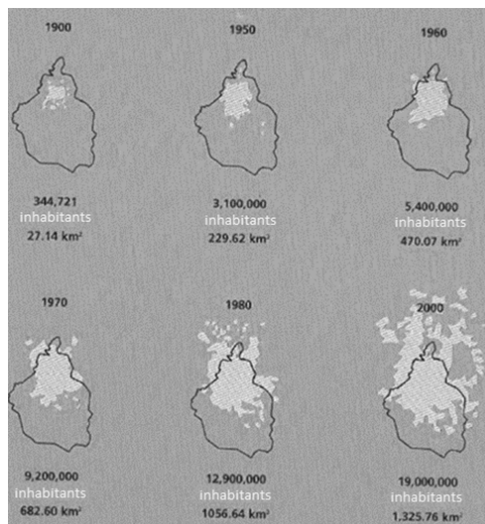 1900
1950
1960
344,721
inhabitants
27.14 km²
3,100,000
inhabitants
229.62 km²
5,400,000
inhabitants
470.07 km²
1970
1980
2000
9,200,000
inhabitants
682.60 km²
12,900,000
inhabitants
1056.64 km²
19,000,000
inhabitants
1,325.76 km²